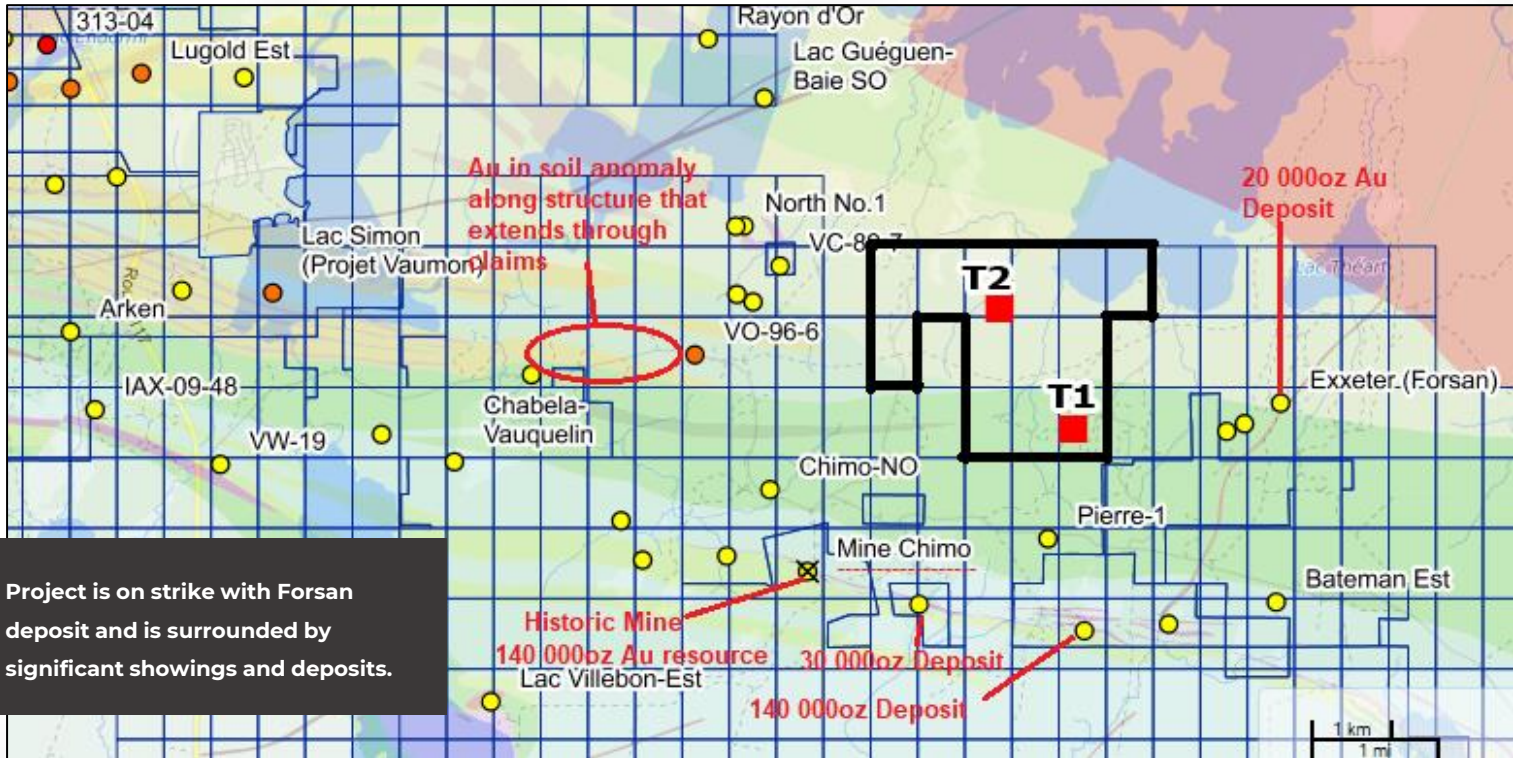 313-04
Lugold Est
Rayon d'Or
Lac Guéguen-
Baie SO
Au in soil anomaly
along structure that
extends through
claims
20 000oz Au
Deposit
North No.1
VC-80-7
Lac Simon
(Projet Vaumon)
Lac Théart
T2
Arken
VO-96-6
IAX-09-48
Exxeter (Forsan)
T1
Chabela-
Vauquelin
VW-19
Chimo-NO
Pierre-1
Mine Chimo
Bateman Est
Project is on strike with Forsan
deposit and is surrounded by
significant showings and deposits.
Historic Mine
140 000oz Au resource
30 000oz Deposit
Lac Villebon-Est
140 000oz Deposit
1 km
1 mi